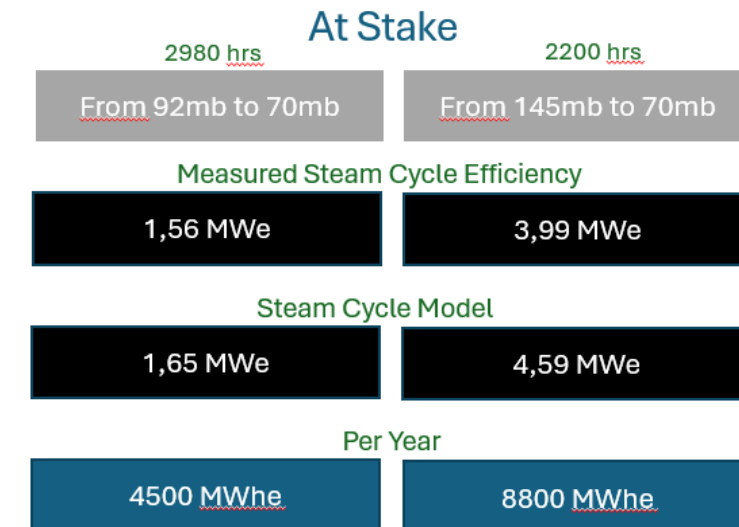 At Stake
2980 hrs
2200 hrs
From 92mb to 70mb
From 145mb to 70mb
Measured Steam Cycle Efficiency
1,56 MWe
3,99 MWe
Steam Cycle Model
1,65 MWe
4,59 MWe
Per Year
4500 MWhe
8800 MWhe